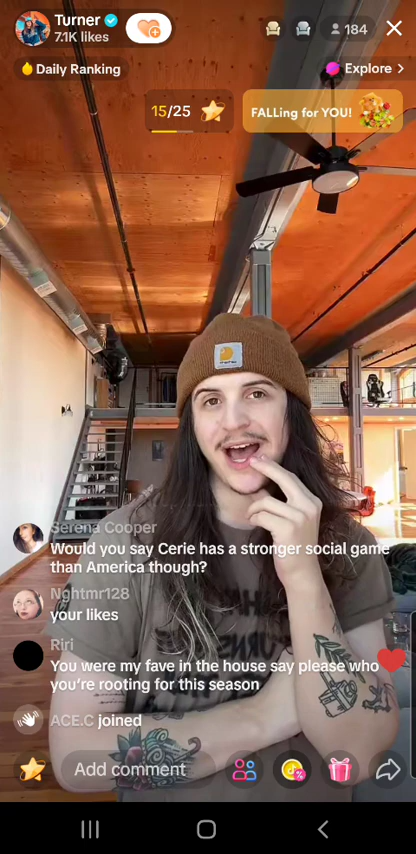 Turner
7.1K likes
184
Daily Ranking
Explore >
15/25
FALLing for YOU!
Serena Cooper
Would you say Cerie has a stronger social game
than America though?
Nghtmr128
your likes
Riri
You were my fave in the house say please who
you're rooting for this season
ACE.C joined
Add comment